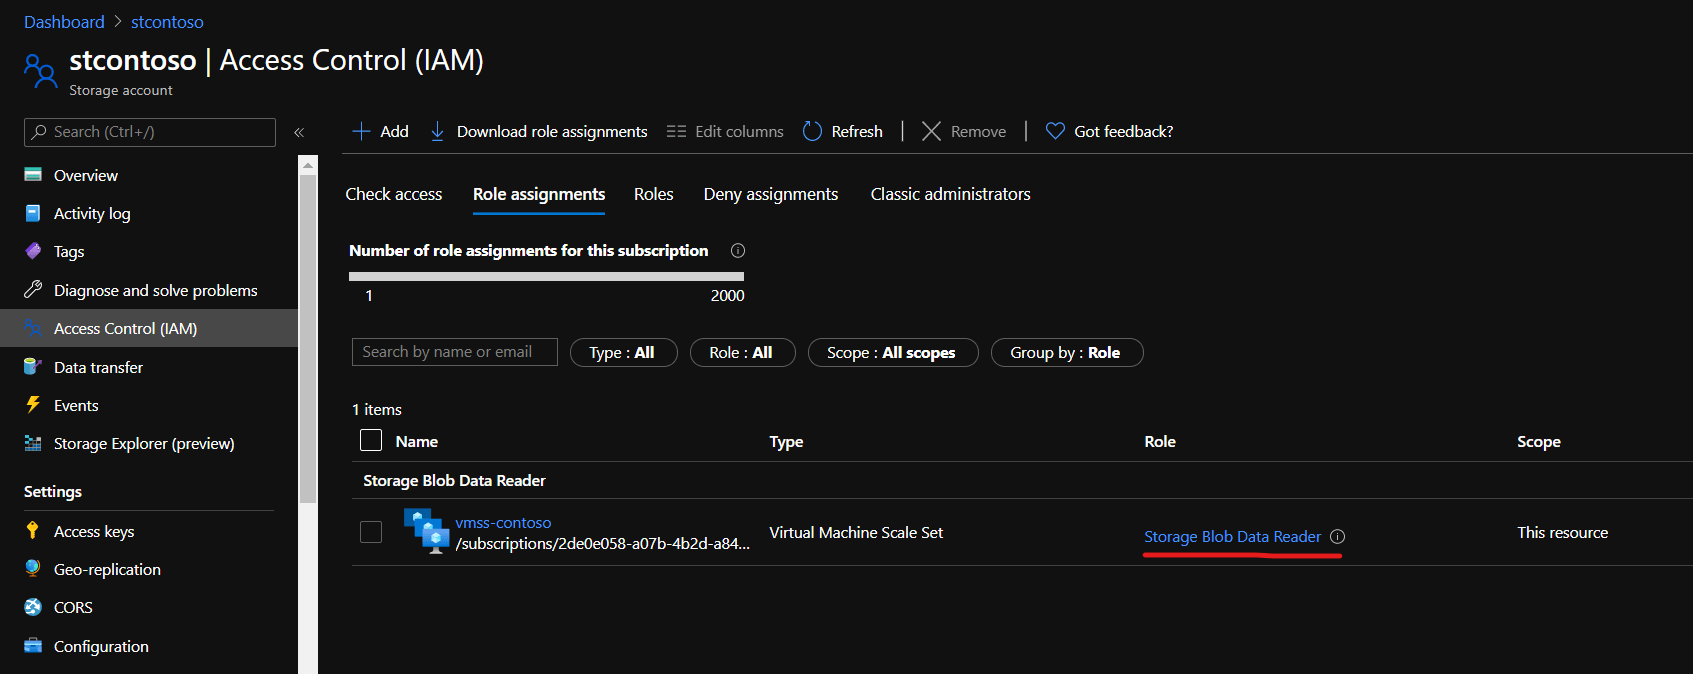 Dashboard > stcontoso
stcontoso | Access Control (IAM)
Storage account
Search (Ctrl+/)
«
Add
Download role assignments
Edit columns
Refresh
Remove
Got feedback?
Overview
Activity log
Tags
Diagnose and solve problems
Access Control (IAM)
Data transfer
Events
Storage Explorer (preview)
Settings
Access keys
Geo-replication
CORS
Configuration
Check access
Role assignments
Roles
Deny assignments
Classic administrators
Number of role assignments for this subscription
1 2000
Search by name or email
Type : All
Role : All
Scope : All scopes
Group by : Role
1 items
Name Type Role Scope
Storage Blob Data Reader
vmss-contoso
/subscriptions/2de0e058-a07b-4b2d-a84...
Virtual Machine Scale Set
Storage Blob Data Reader
This resource